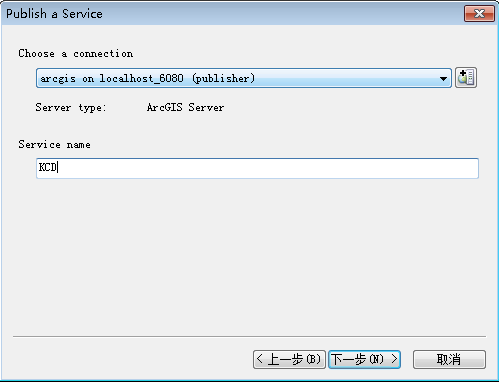 Publish a Service
Choose a connection
arcgis on localhost_6080 (publisher)
Server type: ArcGIS Server
Service name
KCD
< 上一步(B) 下一步(N) > 取消